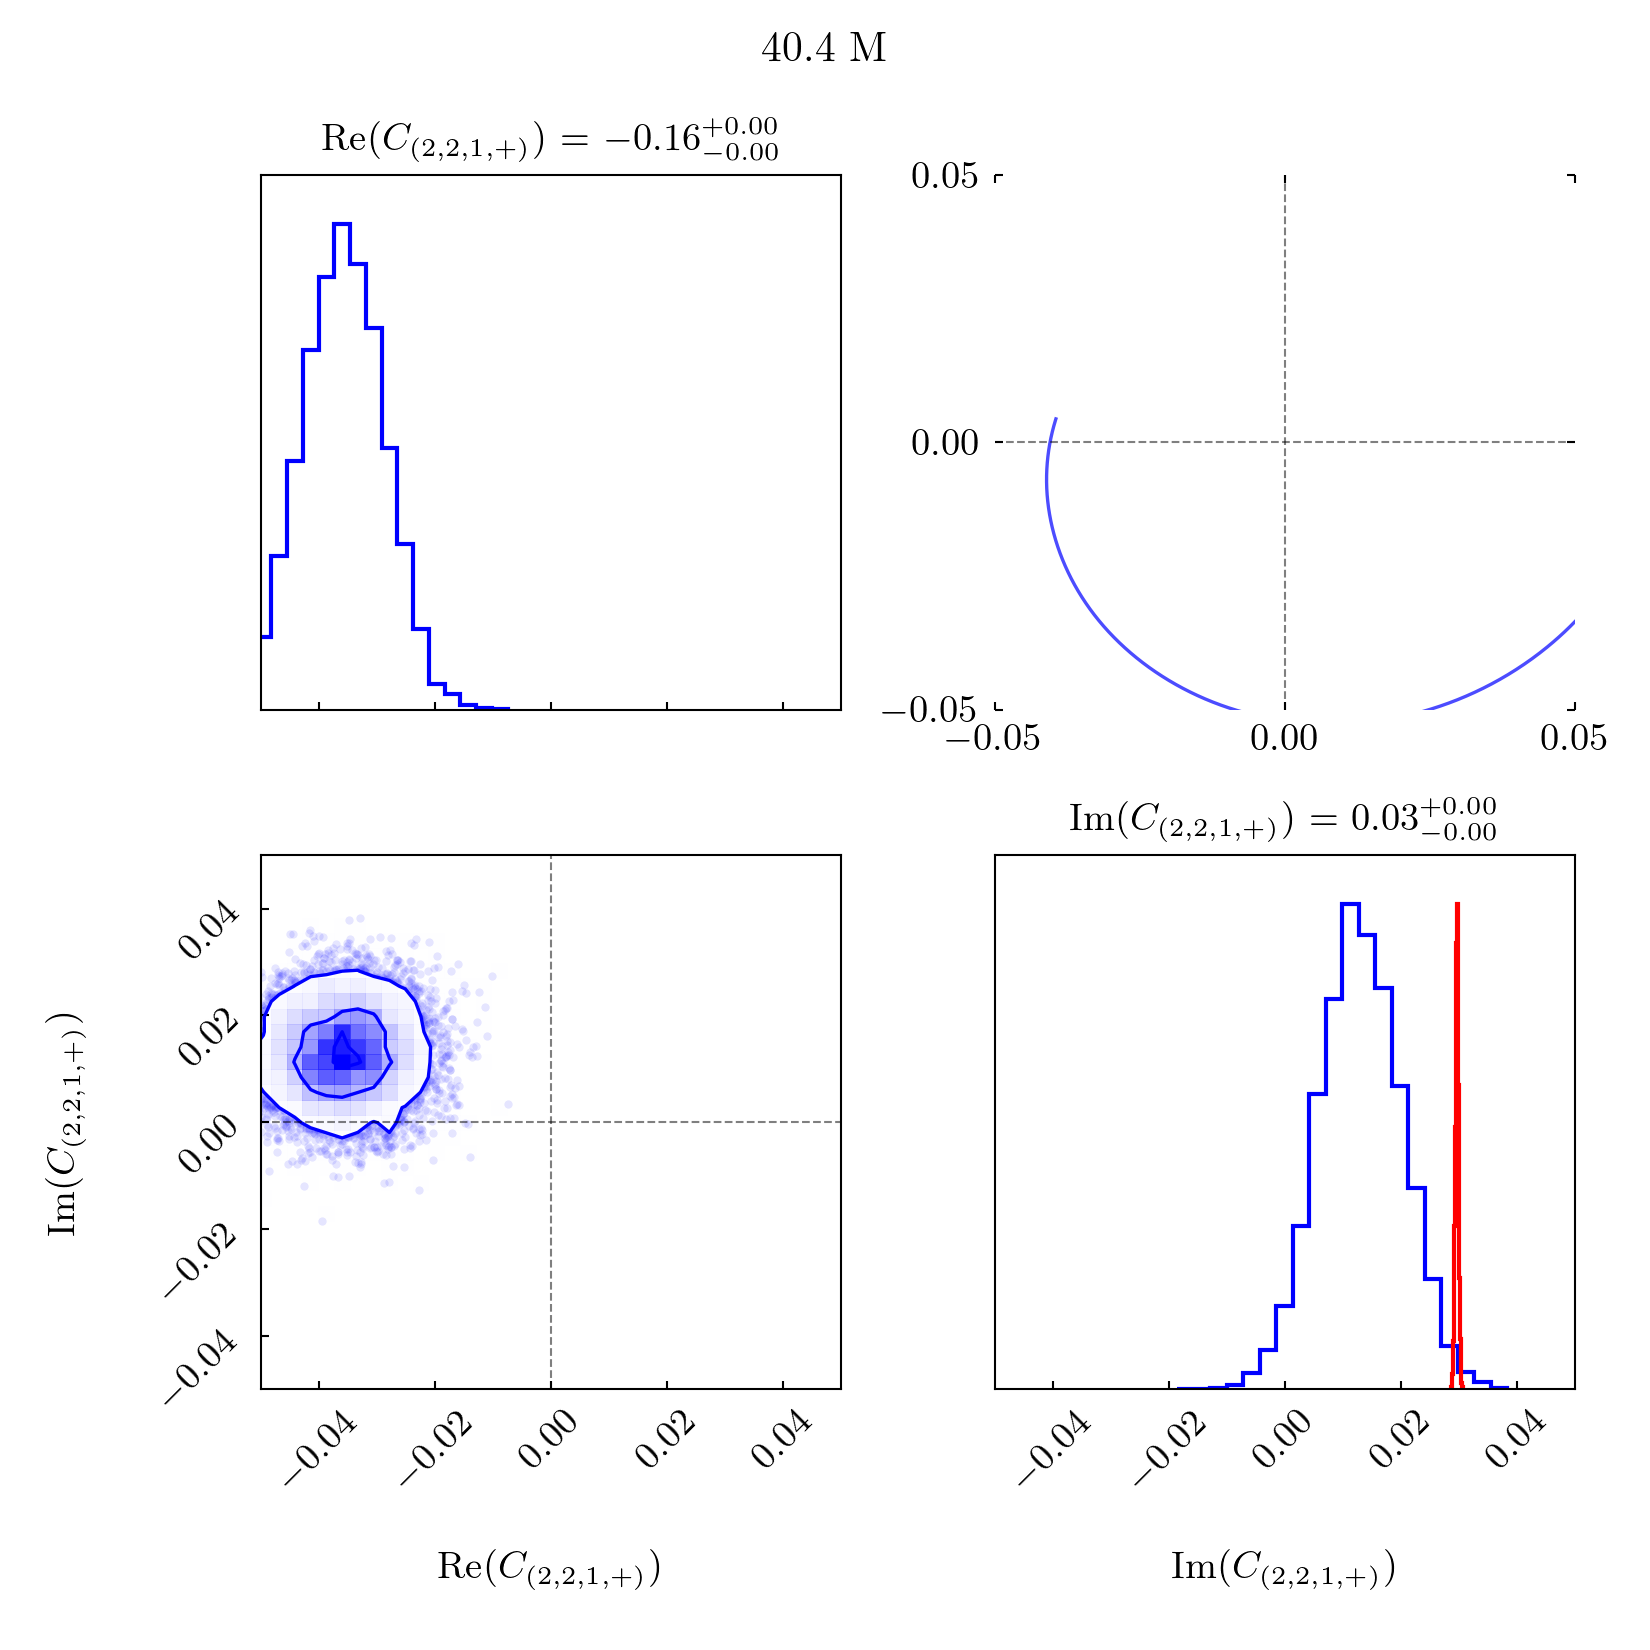 40.4 M
Re(C_{(2,2,1,+)}) = −0.16^{+0.00}_{−0.00}
0.05
0.00
−0.05
−0.05 0.00 0.05
Im(C_{(2,2,1,+)}) = 0.03^{+0.00}_{−0.00}
Im(C_{(2,2,1,+)})
0.04
0.02
0.00
−0.02
−0.04
−0.04 −0.02 0.00 0.02 0.04
−0.04 −0.02 0.00 0.02 0.04
Re(C_{(2,2,1,+)})
Im(C_{(2,2,1,+)})